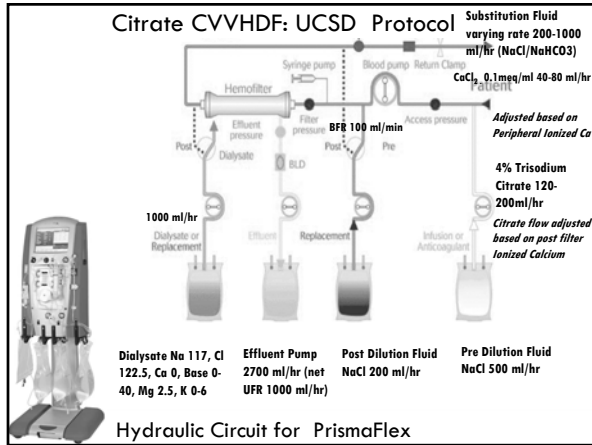 Citrate CVVHDF: UCSD Protocol
Substitution Fluid
varying rate 200-1000
ml/hr (NaCl/NaHCO3)
CaCl₂ 0.1meq/ml 40-80 ml/hr
Syringe pump
Blood pump
Return Clamp
Patient
Hemofilter
Effluent
pressure
Filter
pressure
BFR 100 ml/min
Access pressure
Adjusted based on
Peripheral Ionized Ca
Post
Dialysate
BLD
Post
Pre
4% Trisodium
Citrate 120-
200ml/hr
1000 ml/hr
Citrate flow adjusted
based on post filter
Ionized Calcium
Dialysate or
Replacement
Effluent
Replacement
Infusion or
Anticoagulant
Dialysate Na 117, Cl
122.5, Ca 0, Base 0-
40, Mg 2.5, K 0-6
Effluent Pump
2700 ml/hr (net
UFR 1000 ml/hr)
Post Dilution Fluid
NaCl 200 ml/hr
Pre Dilution Fluid
NaCl 500 ml/hr
Hydraulic Circuit for PrismaFlex